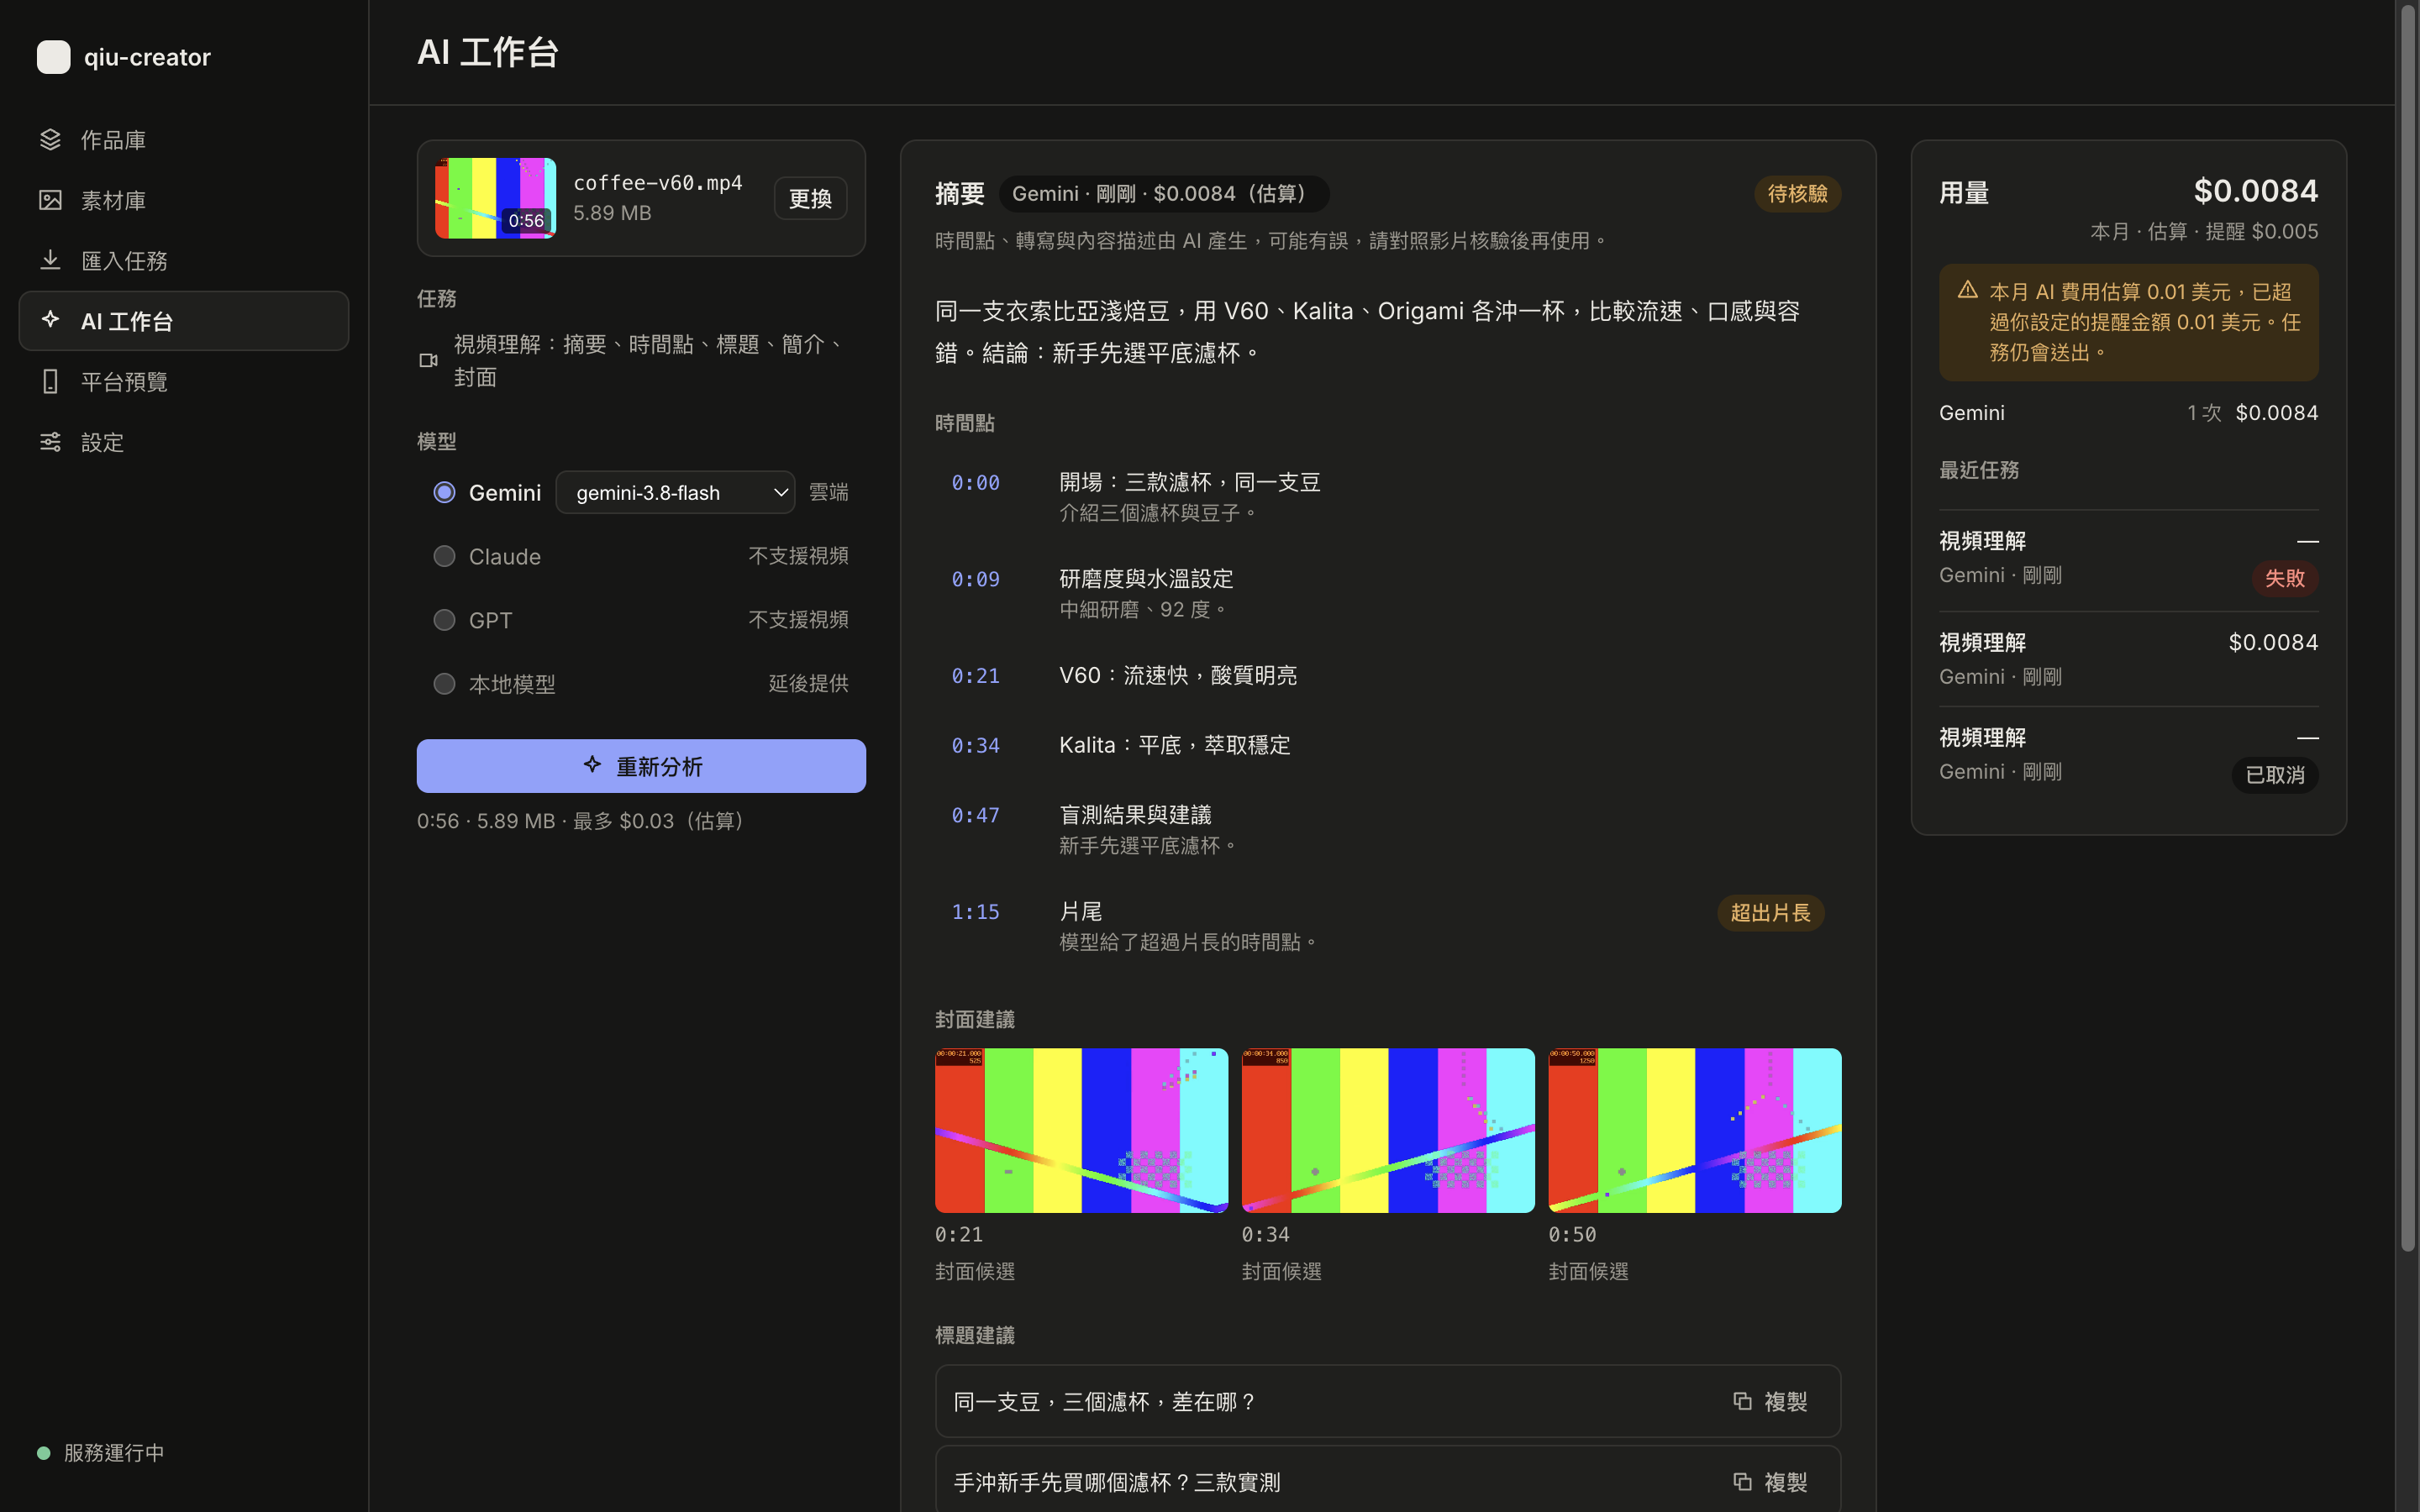 qiu-creator
作品庫
素材庫
匯入任務
AI 工作台
平台預覽
設定
服務運行中
AI 工作台
0:56
coffee-v60.mp4
5.89 MB
更換
任務
視頻理解：摘要、時間點、標題、簡介、
封面
模型
Gemini gemini-3.8-flash 雲端
Claude 不支援視頻
GPT 不支援視頻
本地模型 延後提供
重新分析
0:56 · 5.89 MB · 最多 $0.03（估算）
摘要 Gemini · 剛剛 · $0.0084（估算） 待核驗
時間點、轉寫與內容描述由 AI 產生，可能有誤，請對照影片核驗後再使用。
同一支衣索比亞淺焙豆，用 V60、Kalita、Origami 各沖一杯，比較流速、口感與容
錯。結論：新手先選平底濾杯。
時間點
0:00 開場：三款濾杯，同一支豆
介紹三個濾杯與豆子。
0:09 研磨度與水溫設定
中細研磨、92 度。
0:21 V60：流速快，酸質明亮
0:34 Kalita：平底，萃取穩定
0:47 盲測結果與建議
新手先選平底濾杯。
1:15 片尾 超出片長
模型給了超過片長的時間點。
封面建議
00:00:21.000
525
00:00:34.000
850
00:00:50.000
1250
0:21
封面候選
0:34
封面候選
0:50
封面候選
標題建議
同一支豆，三個濾杯，差在哪？ 複製
手沖新手先買哪個濾杯？三款實測 複製
用量 $0.0084
本月 · 估算 · 提醒 $0.005
本月 AI 費用估算 0.01 美元，已超
過你設定的提醒金額 0.01 美元。任
務仍會送出。
Gemini 1 次 $0.0084
最近任務
視頻理解 —
Gemini · 剛剛 失敗
視頻理解 $0.0084
Gemini · 剛剛
視頻理解 —
Gemini · 剛剛 已取消